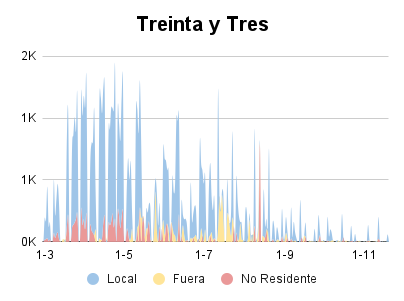 Treinta y Tres
2K
1K
1K
0K
1-3 1-5 1-7 1-9 1-11
Local Fuera No Residente